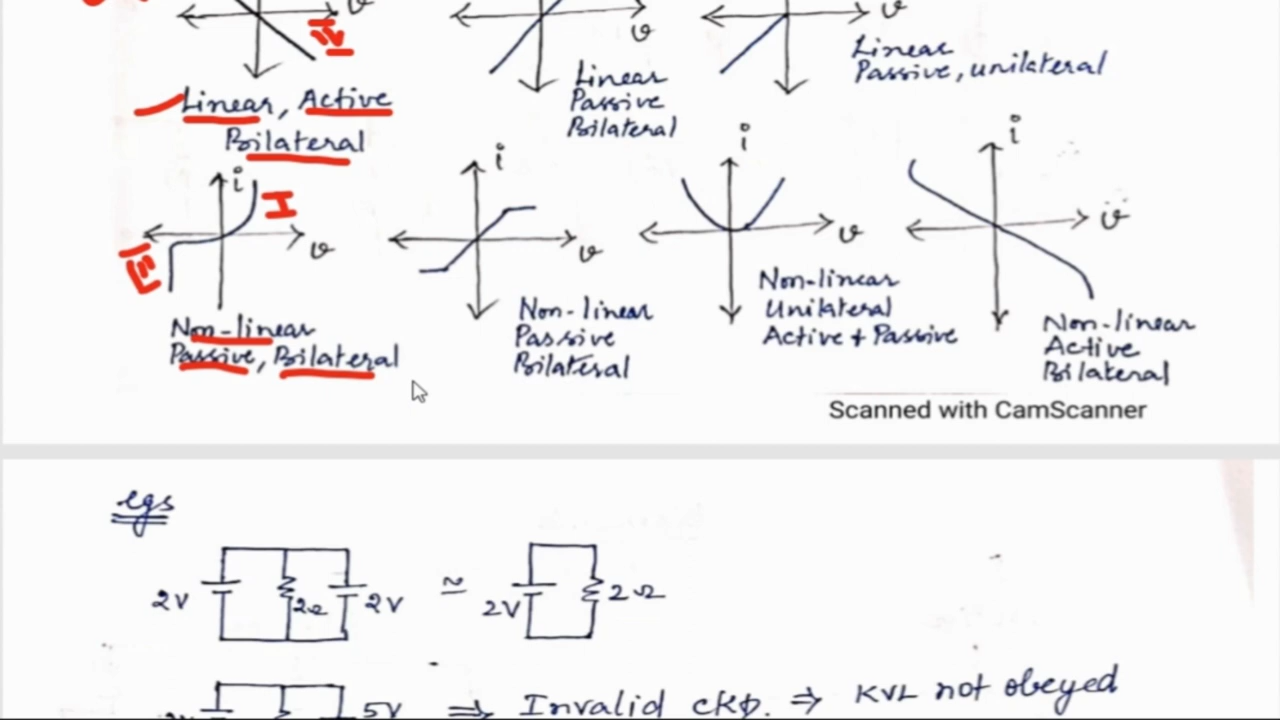 v
IV
v
v
Linear
Passive, unilateral
Linear
Passive
Bilateral
Linear, Active
Bilateral
i
I
III
v
i
v
i
v
i
v
Non-linear
Unilateral
Active + Passive
Non-linear
Passive
Bilateral
Non-linear
Passive, Bilateral
Non-linear
Active
Bilateral
Scanned with CamScanner
egs
2V
2Ω
2V
≃
2V
2Ω
5V
⇒ Invalid ckt. ⇒ KVL not obeyed